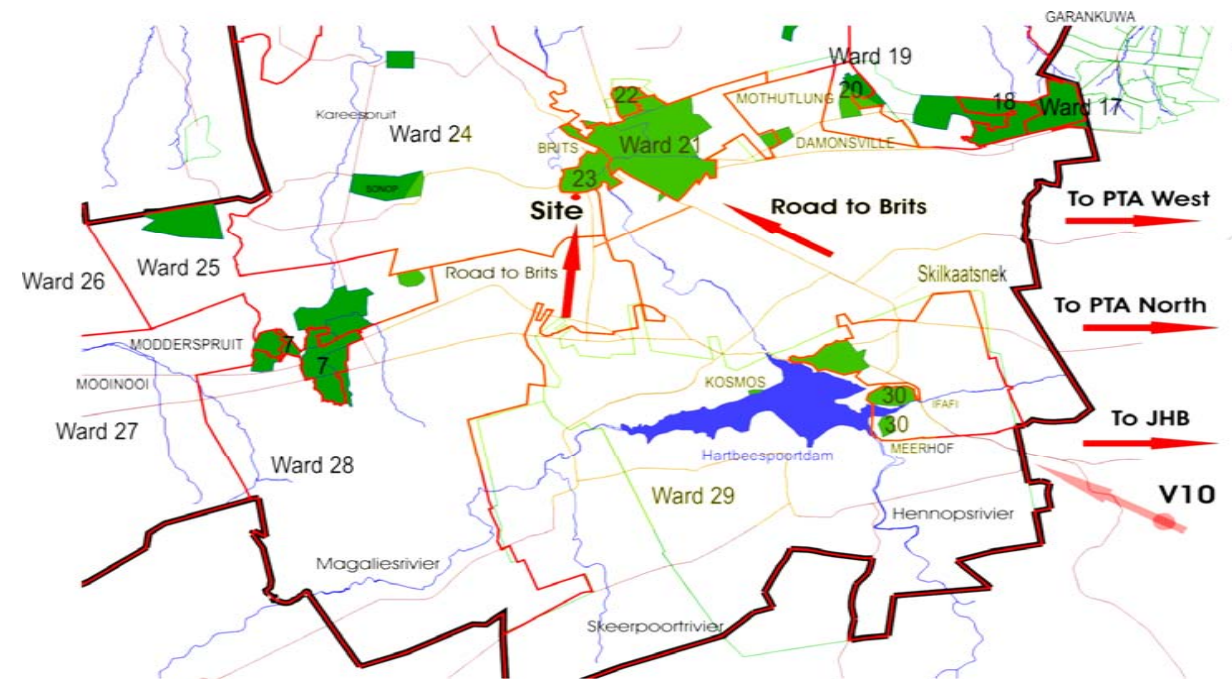 GARANKUWA
Ward 19
22
20
MOTHUTLUNG
18
Ward 17
Kareespruit
Ward 24
BRITS
Ward 21
DAMONSVILLE
23
SONOP
Site
Road to Brits
To PTA West
Ward 26
Ward 25
Road to Brits
Skilkaatsnek
To PTA North
MODDERSPRUIT
7
7
MOOINOOI
KOSMOS
30
IFAFI
30
To JHB
Ward 27
MEERHOF
Hartbeespoortdam
Ward 28
Ward 29
V10
Hennopsrivier
Magaliesrivier
Skeerpoortrivier